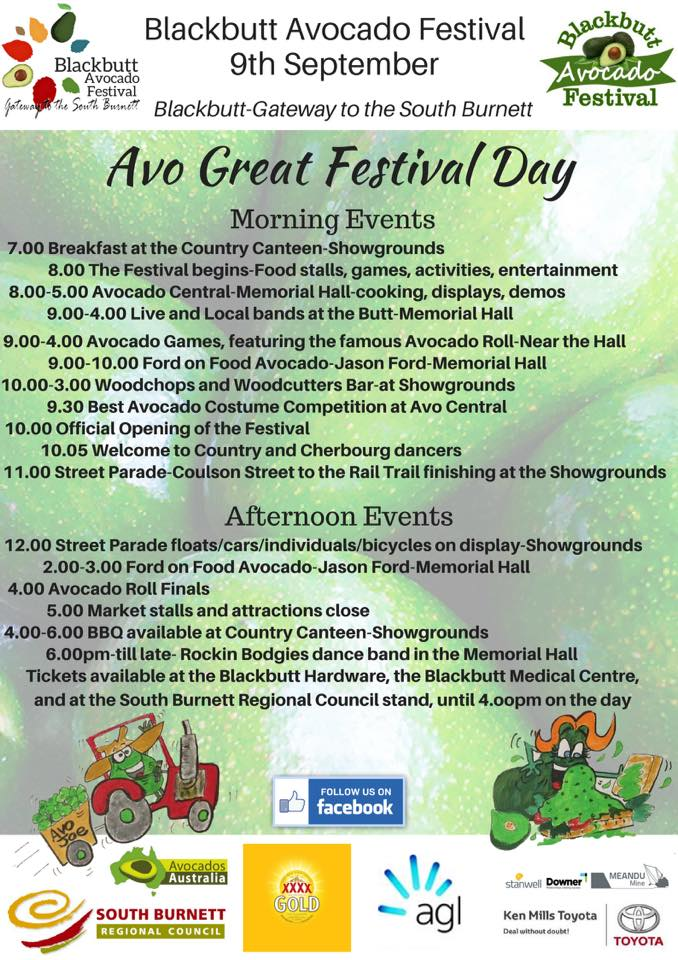 Blackbutt Avocado Festival
9th September
Blackbutt-Gateway to the South Burnett
Blackbutt
Avocado
Festival
Gateway to the South Burnett
Blackbutt
Avocado
Festival
Avo Great Festival Day
Morning Events
7.00 Breakfast at the Country Canteen-Showgrounds
8.00 The Festival begins-Food stalls, games, activities, entertainment
8.00-5.00 Avocado Central-Memorial Hall-cooking, displays, demos
9.00-4.00 Live and Local bands at the Butt-Memorial Hall
9.00-4.00 Avocado Games, featuring the famous Avocado Roll-Near the Hall
9.00-10.00 Ford on Food Avocado-Jason Ford-Memorial Hall
10.00-3.00 Woodchops and Woodcutters Bar-at Showgrounds
9.30 Best Avocado Costume Competition at Avo Central
10.00 Official Opening of the Festival
10.05 Welcome to Country and Cherbourg dancers
11.00 Street Parade-Coulson Street to the Rail Trail finishing at the Showgrounds
Afternoon Events
12.00 Street Parade floats/cars/individuals/bicycles on display-Showgrounds
2.00-3.00 Ford on Food Avocado-Jason Ford-Memorial Hall
4.00 Avocado Roll Finals
5.00 Market stalls and attractions close
4.00-6.00 BBQ available at Country Canteen-Showgrounds
6.00pm-till late- Rockin Bodgies dance band in the Memorial Hall
Tickets available at the Blackbutt Hardware, the Blackbutt Medical Centre,
and at the South Burnett Regional Council stand, until 4.oopm on the day
AVO
JOE
FOLLOW US ON
facebook
Avocados
Australia
SOUTH BURNETT
REGIONAL COUNCIL
XXXX
GOLD
agl
stanwell
Downer
MEANDU
Mine
Ken Mills Toyota
Deal without doubt!
TOYOTA